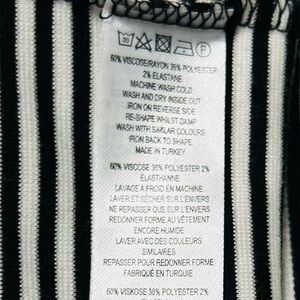 30 P
60% VISCOSE/RAYON 38% POLYESTER
2% ELASTANE
MACHINE WASH COLD
WASH AND DRY INSIDE OUT
IRON ON REVERSE SIDE
RE-SHAPE WHILST DAMP
WASH WITH SIMILAR COLOURS
IRON BACK TO SHAPE
MADE IN TURKEY
60% VISCOSE 38% POLYESTER 2%
ÉLASTHANNE
LAVAGE À FROID EN MACHINE
LAVER ET SÉCHER SUR L'ENVERS
NE REPASSER QUE SUR L'ENVERS
REDONNER FORME AU VÊTEMENT
ENCORE HUMIDE
LAVER AVEC DES COULEURS
SIMILAIRES
REPASSER POUR REDONNER FORME
FABRIQUÉ EN TURQUIE
60% VISKOSE 38% POLYESTER 2%